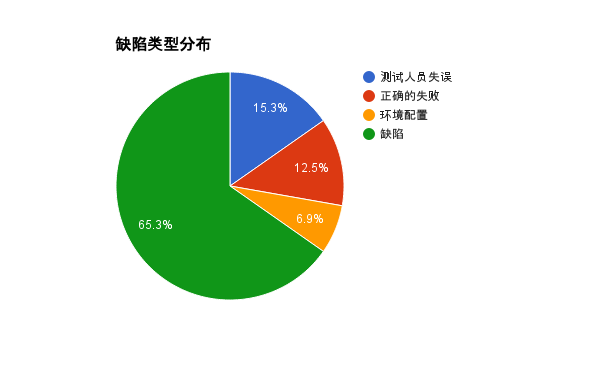 缺陷类型分布
测试人员失误
正确的失败
环境配置
缺陷
15.3%
12.5%
6.9%
65.3%